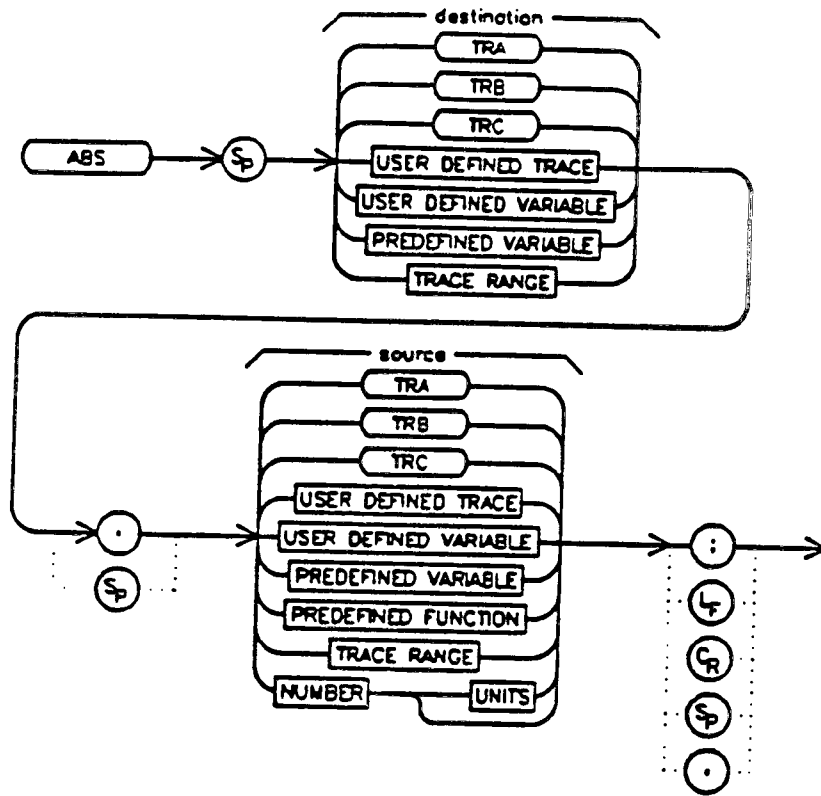 destination
TRA
TRB
TRC
ABS
SP
USER DEFINED TRACE
USER DEFINED VARIABLE
PREDEFINED VARIABLE
TRACE RANGE
source
TRA
TRB
TRC
USER DEFINED TRACE
,
USER DEFINED VARIABLE
;
SP
PREDEFINED VARIABLE
LF
PREDEFINED FUNCTION
TRACE RANGE
CR
NUMBER
UNITS
SP
,